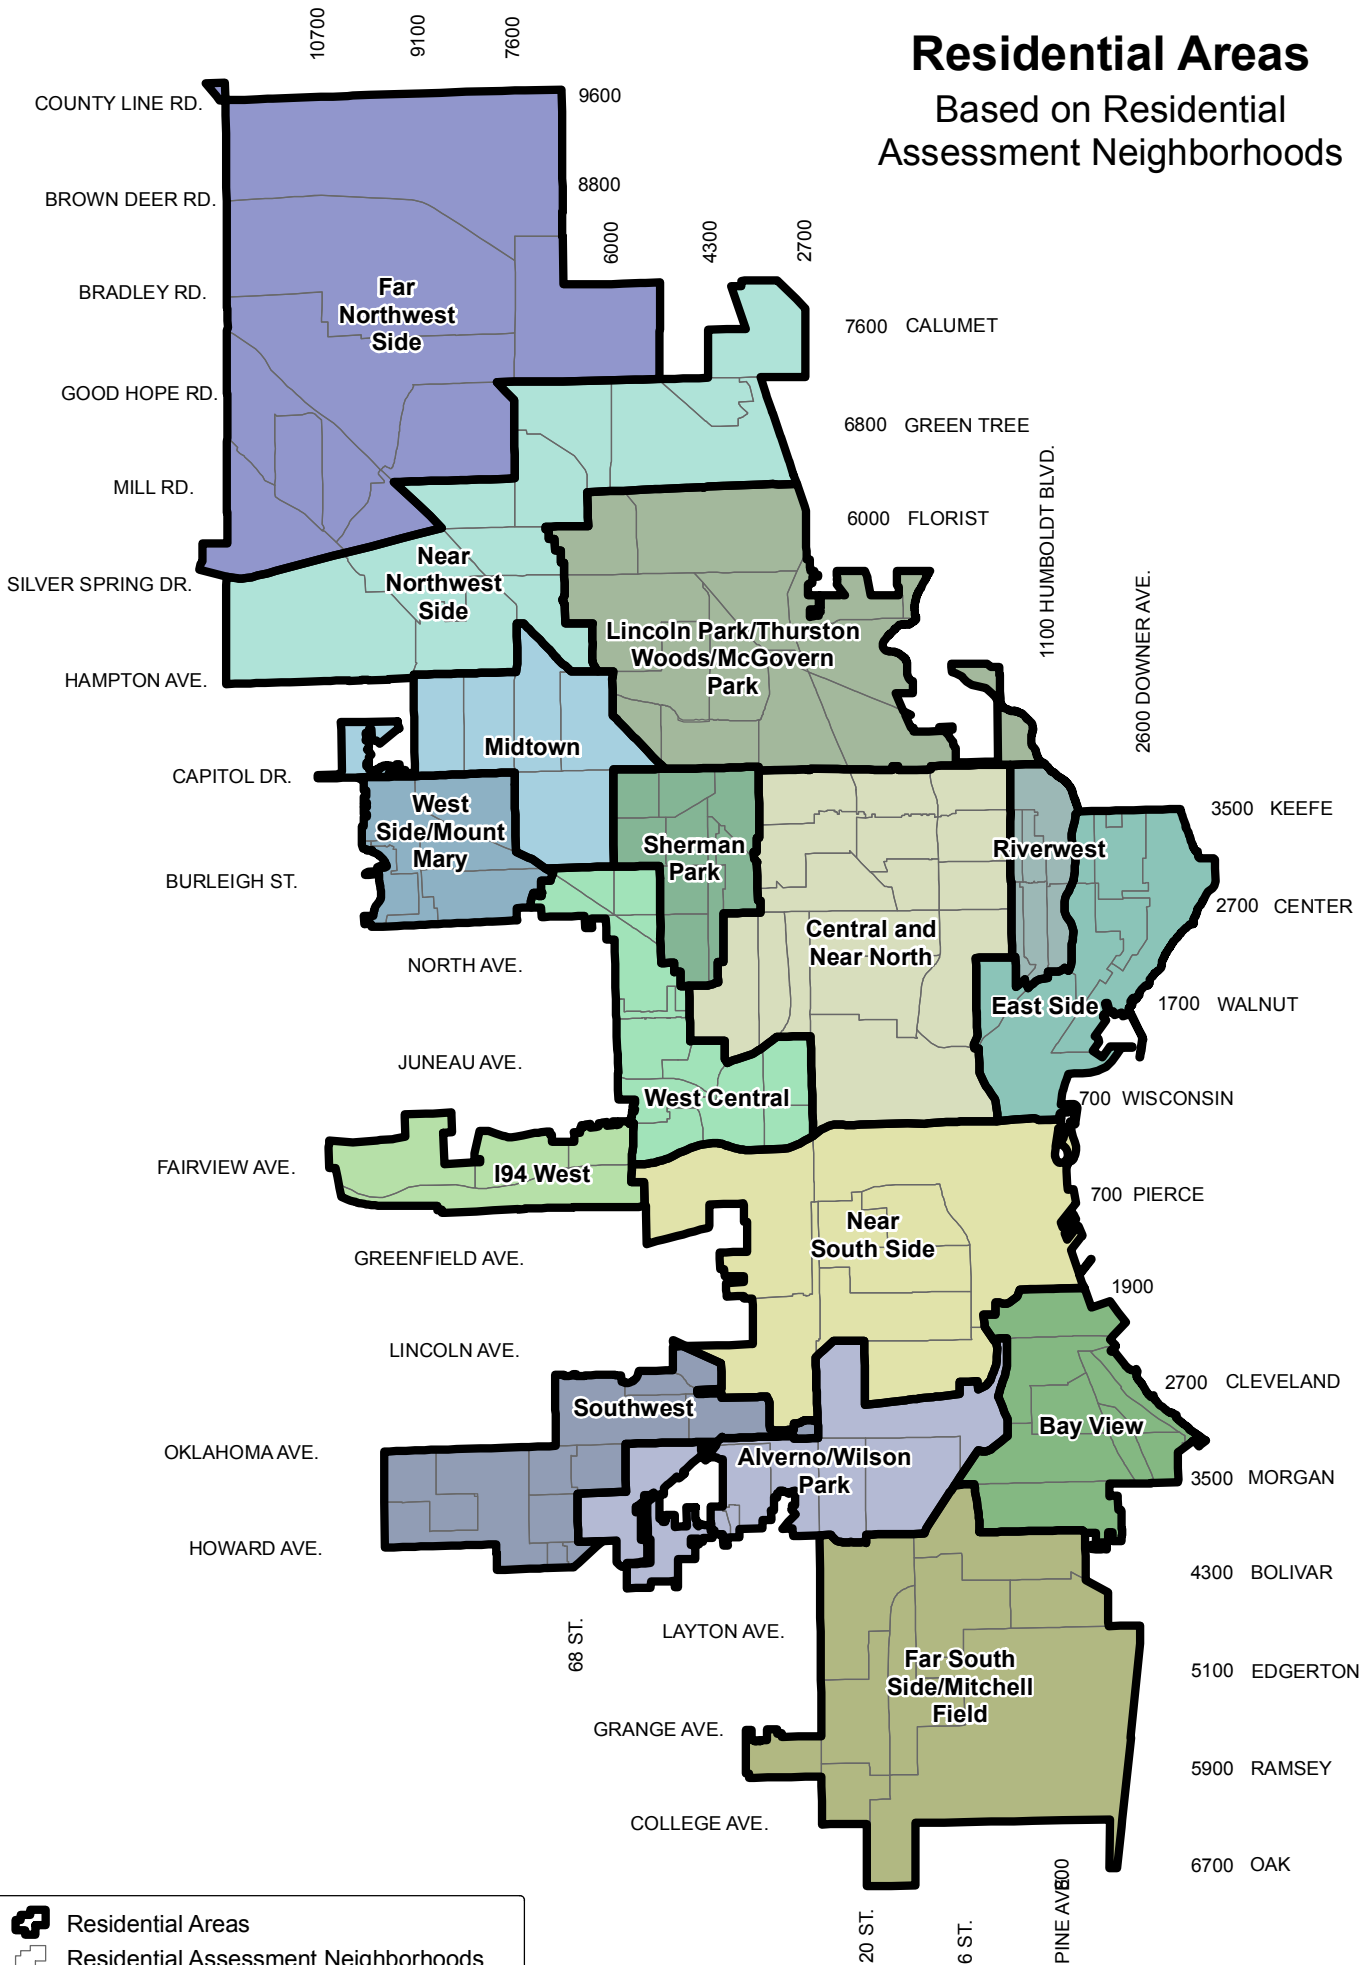 Residential Areas
Based on Residential
Assessment Neighborhoods
10700
9100
7600
COUNTY LINE RD.
9600
BROWN DEER RD.
8800
6000
4300
2700
BRADLEY RD.
Far
Northwest
Side
7600 CALUMET
GOOD HOPE RD.
6800 GREEN TREE
MILL RD.
6000 FLORIST
1100 HUMBOLDT BLVD.
2600 DOWNER AVE.
SILVER SPRING DR.
Near
Northwest
Side
Lincoln Park/Thurston
Woods/McGovern
Park
HAMPTON AVE.
Midtown
CAPITOL DR.
West
Side/Mount
Mary
Sherman
Park
Riverwest
3500 KEEFE
BURLEIGH ST.
2700 CENTER
Central and
Near North
NORTH AVE.
East Side
1700 WALNUT
JUNEAU AVE.
West Central
700 WISCONSIN
FAIRVIEW AVE.
I94 West
700 PIERCE
Near
South Side
GREENFIELD AVE.
1900
LINCOLN AVE.
2700 CLEVELAND
Southwest
Bay View
OKLAHOMA AVE.
Alverno/Wilson
Park
3500 MORGAN
HOWARD AVE.
4300 BOLIVAR
68 ST.
LAYTON AVE.
Far South
Side/Mitchell
Field
5100 EDGERTON
GRANGE AVE.
5900 RAMSEY
COLLEGE AVE.
6700 OAK
20 ST.
6 ST.
PINE AVE
Residential Areas
Residential Assessment Neighborhoods